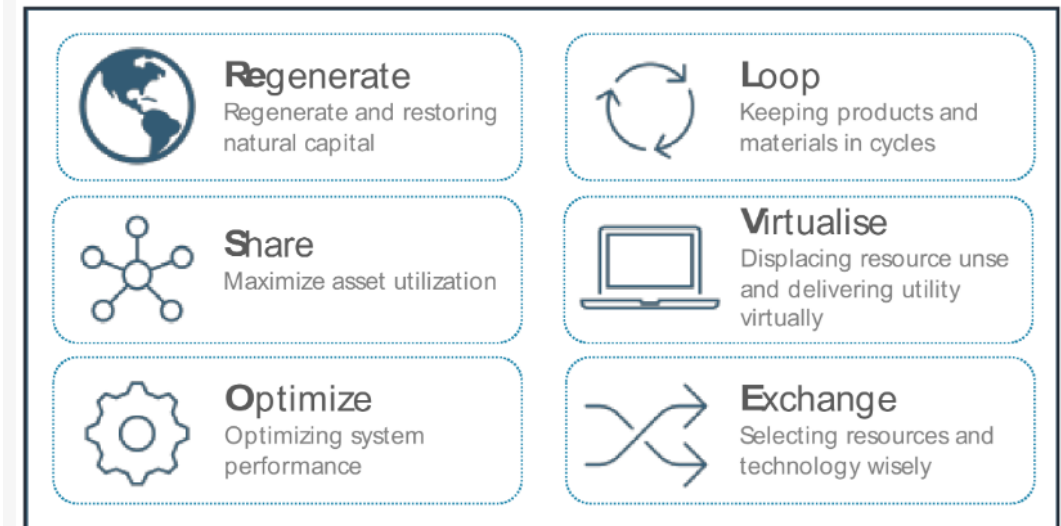 Regenerate
Regenerate and restoring
natural capital
Share
Maximize asset utilization
Optimize
Optimizing system
performance
Loop
Keeping products and
materials in cycles
Virtualise
Displacing resource unse
and delivering utility
virtually
Exchange
Selecting resources and
technology wisely